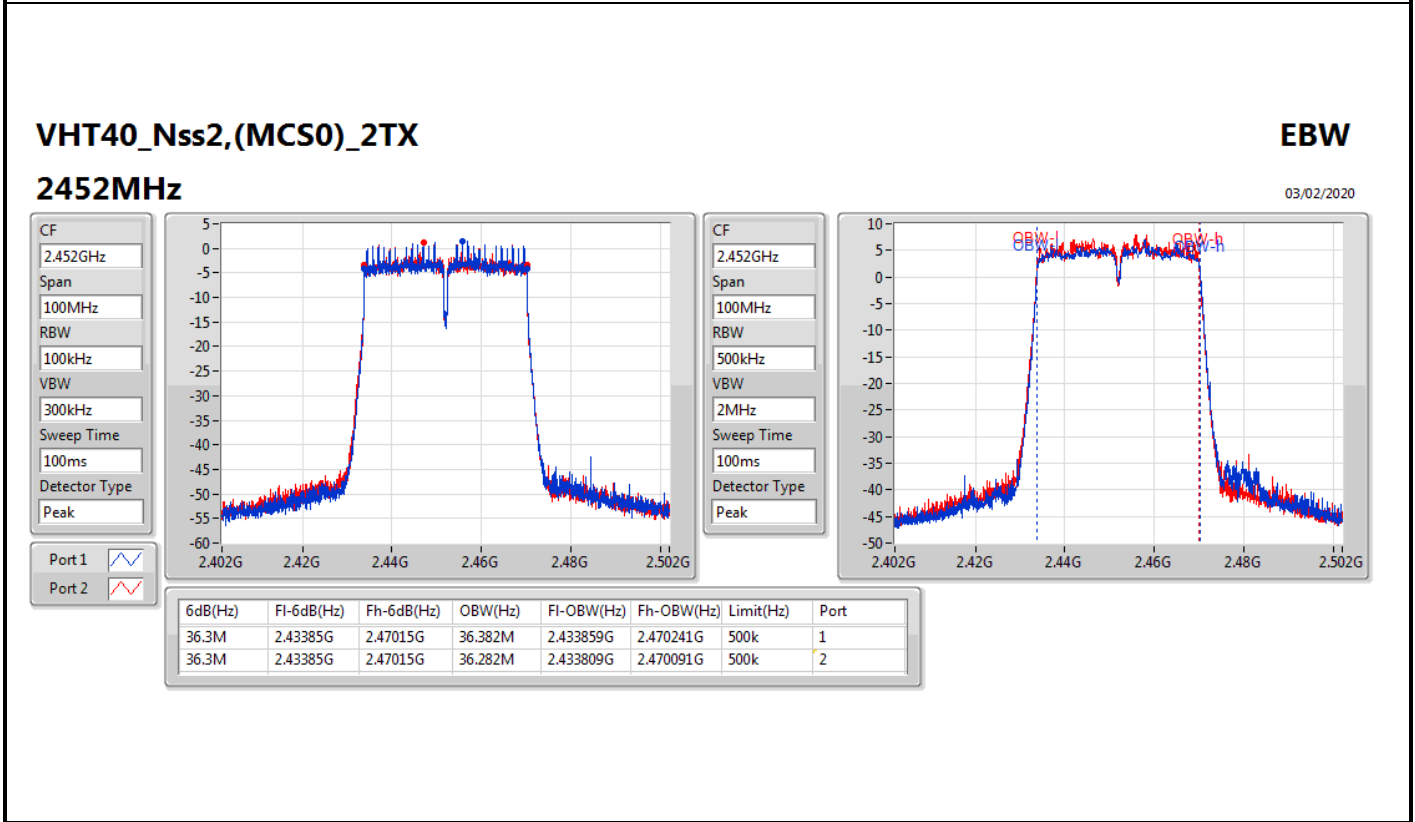 VHT40_Nss2,(MCS0)_2TX
EBW
2452MHz
03/02/2020
CF
2.452GHz
Span
100MHz
RBW
100kHz
VBW
300kHz
Sweep Time
100ms
Detector Type
Peak
Port 1
Port 2
5
0
-5
-10
-15
-20
-25
-30
-35
-40
-45
-50
-55
-60
2.402G 2.42G 2.44G 2.46G 2.48G 2.502G
CF
2.452GHz
Span
100MHz
RBW
500kHz
VBW
2MHz
Sweep Time
100ms
Detector Type
Peak
10
5
0
-5
-10
-15
-20
-25
-30
-35
-40
-45
-50
OBW-l OBW-h
OBW-l OBW-h
2.402G 2.42G 2.44G 2.46G 2.48G 2.502G
6dB(Hz) Fl-6dB(Hz) Fh-6dB(Hz) OBW(Hz) Fl-OBW(Hz) Fh-OBW(Hz) Limit(Hz) Port
36.3M 2.43385G 2.47015G 36.382M 2.433859G 2.470241G 500k 1
36.3M 2.43385G 2.47015G 36.282M 2.433809G 2.470091G 500k 2